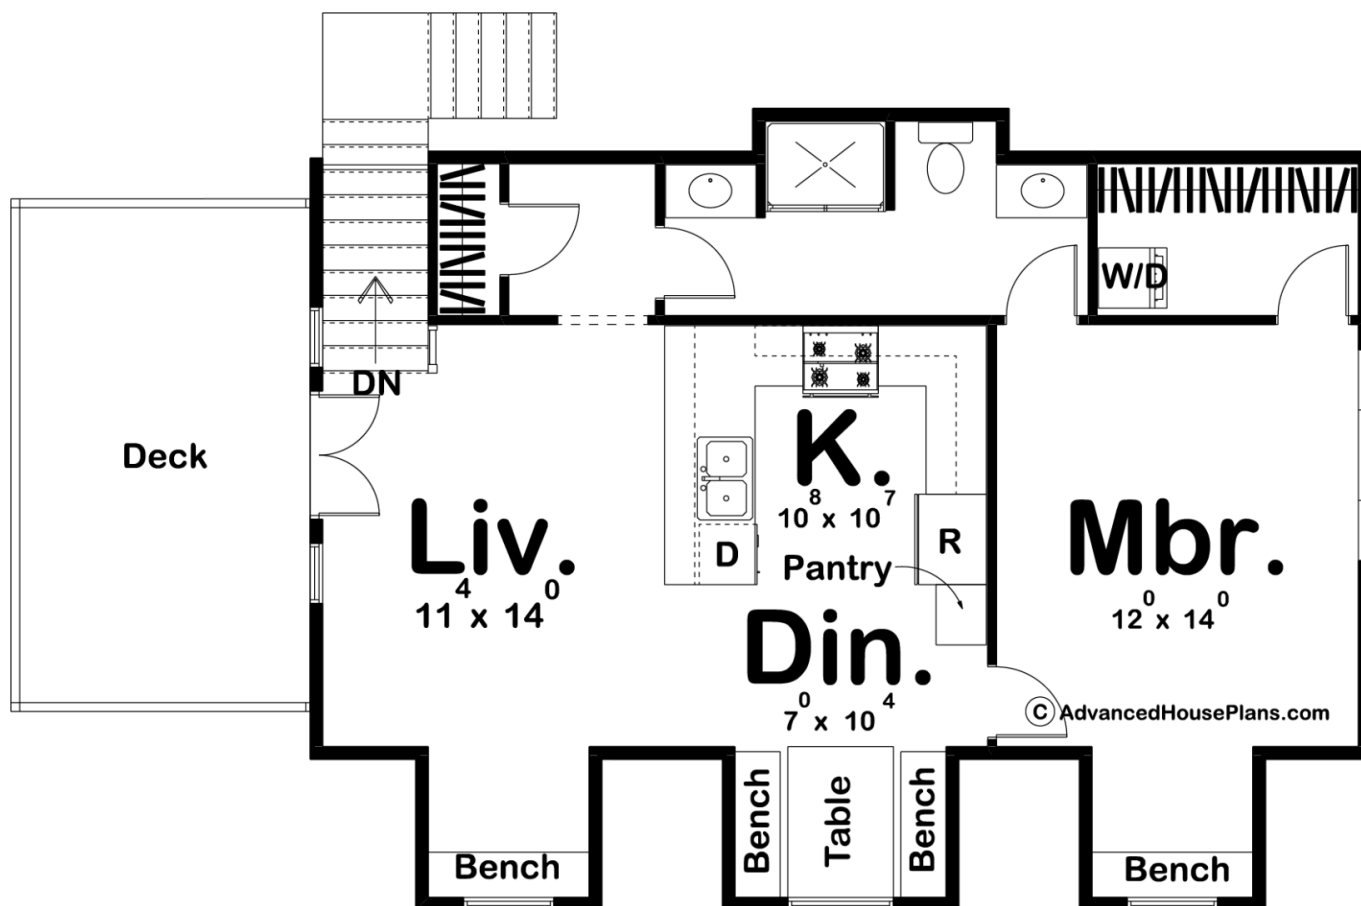 W/D
DN
Deck
K.
10⁸ x 10⁷
Liv.
11⁴ x 14⁰
D
R
Pantry
Mbr.
12⁰ x 14⁰
Din.
7⁰ x 10⁴
© AdvancedHousePlans.com
Bench
Bench
Table
Bench
Bench